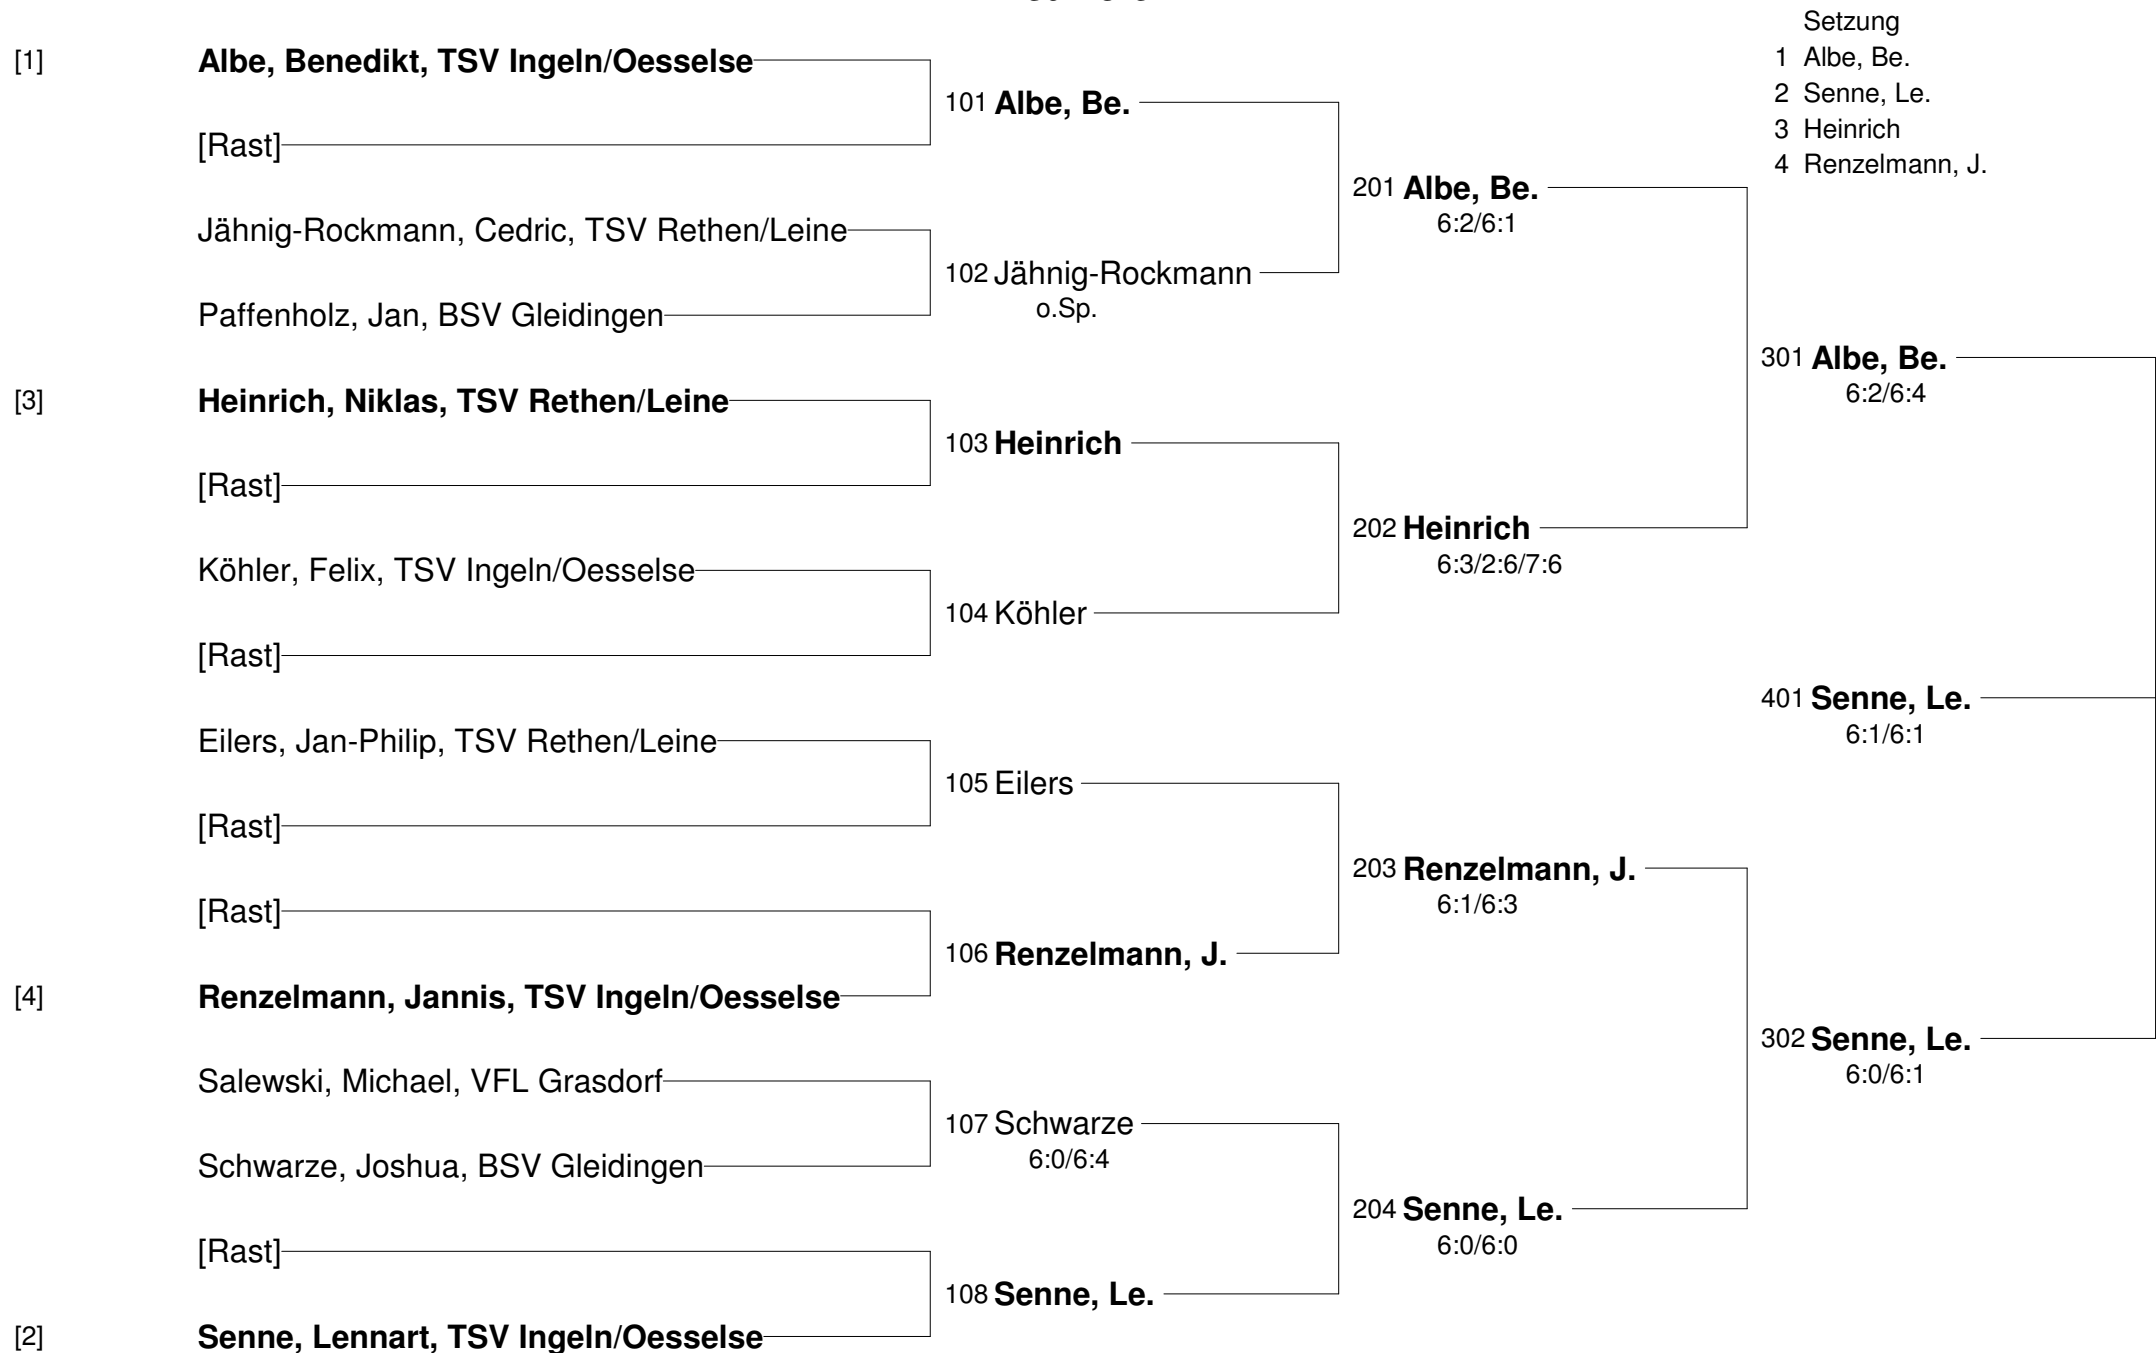 Setzung
1 Albe, Be.
2 Senne, Le.
3 Heinrich
4 Renzelmann, J.
[1] Albe, Benedikt, TSV Ingeln/Oesselse
101 Albe, Be.
[Rast]
201 Albe, Be.
6:2/6:1
Jähnig-Rockmann, Cedric, TSV Rethen/Leine
102 Jähnig-Rockmann
o.Sp.
Paffenholz, Jan, BSV Gleidingen
301 Albe, Be.
6:2/6:4
[3] Heinrich, Niklas, TSV Rethen/Leine
103 Heinrich
[Rast]
202 Heinrich
6:3/2:6/7:6
Köhler, Felix, TSV Ingeln/Oesselse
104 Köhler
[Rast]
401 Senne, Le.
6:1/6:1
Eilers, Jan-Philip, TSV Rethen/Leine
105 Eilers
[Rast]
203 Renzelmann, J.
6:1/6:3
[Rast]
106 Renzelmann, J.
[4] Renzelmann, Jannis, TSV Ingeln/Oesselse
302 Senne, Le.
6:0/6:1
Salewski, Michael, VFL Grasdorf
107 Schwarze
6:0/6:4
Schwarze, Joshua, BSV Gleidingen
204 Senne, Le.
6:0/6:0
[Rast]
108 Senne, Le.
[2] Senne, Lennart, TSV Ingeln/Oesselse